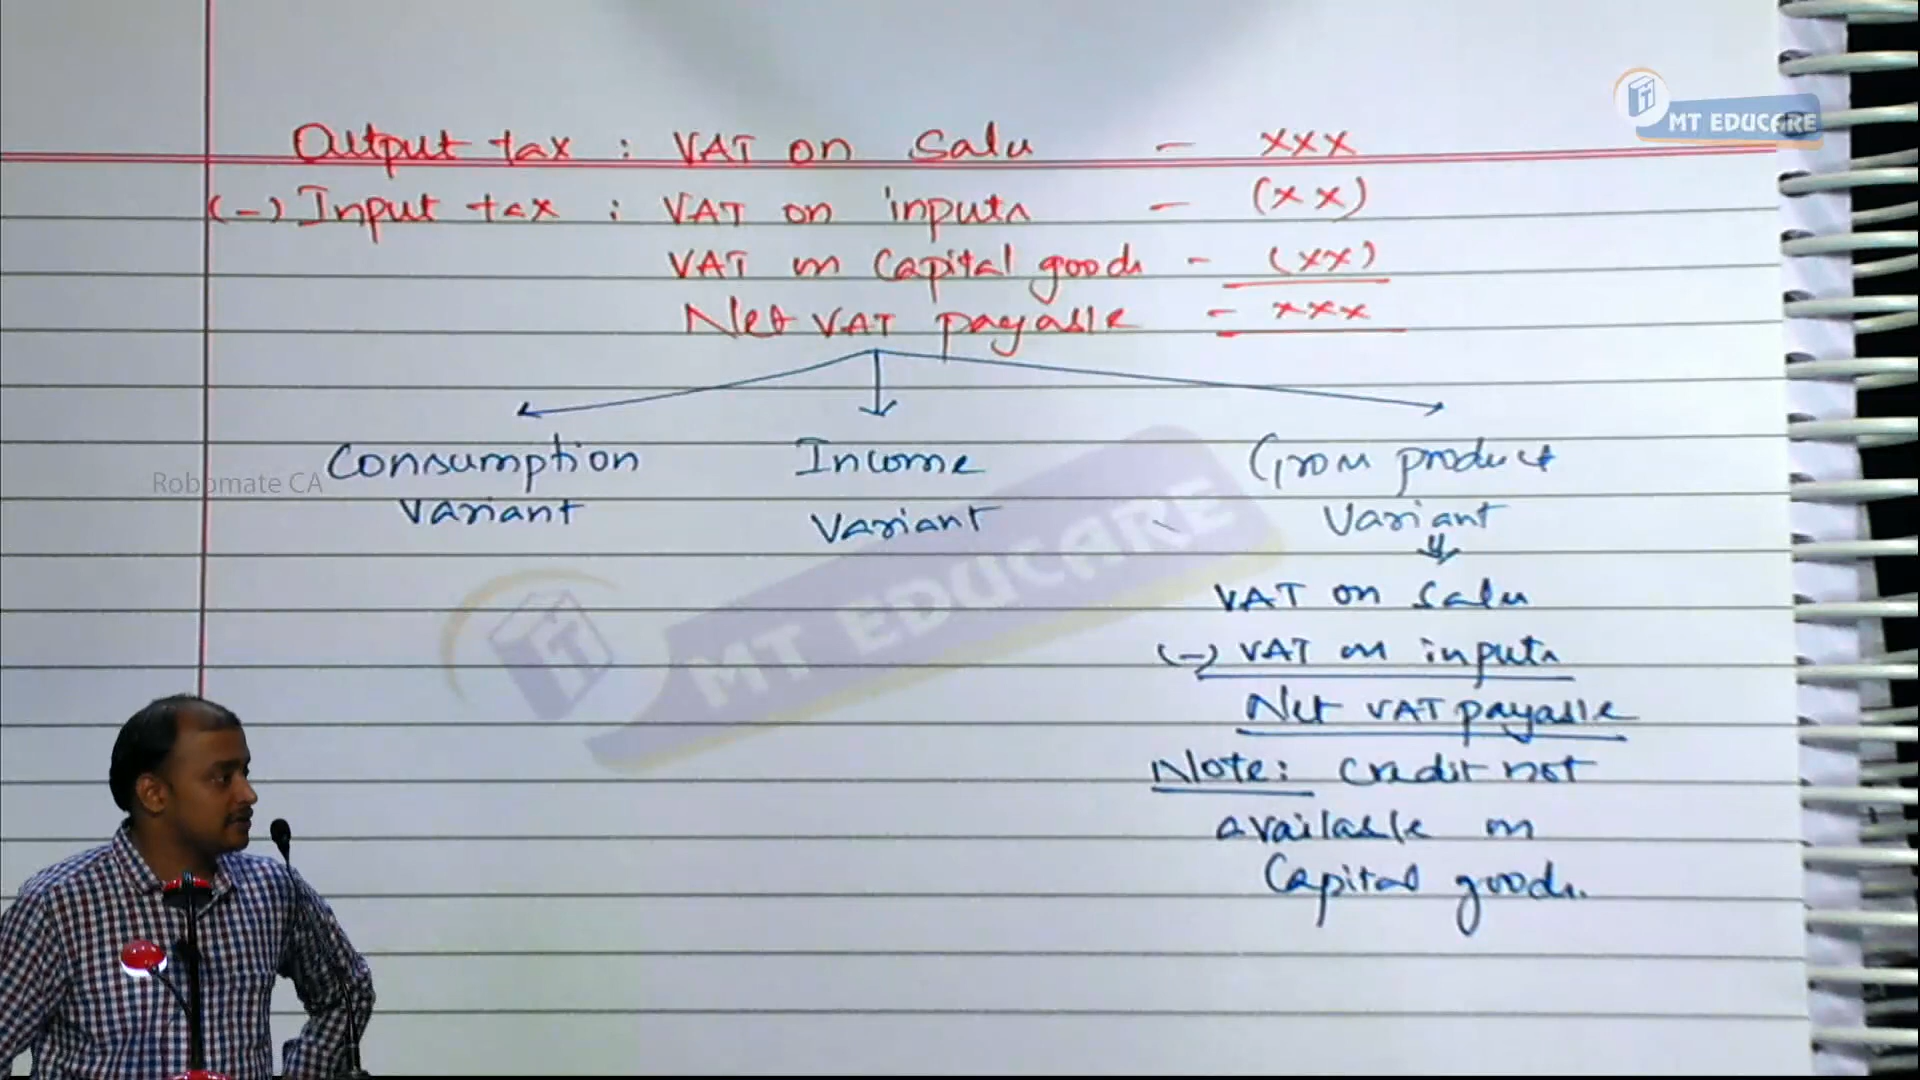 MT EDUCARE
Output tax : VAT on Sales - xxx
(-) Input tax : VAT on inputs - (xx)
VAT on Capital goods - (xx)
Net VAT payable - xxx
Consumption Variant
Income Variant
Gross product Variant
Robomate CA
MT EDUCARE
VAT on Sales
(-) VAT on inputs
Net VAT payable
Note: Credit not
available on
Capital goods.